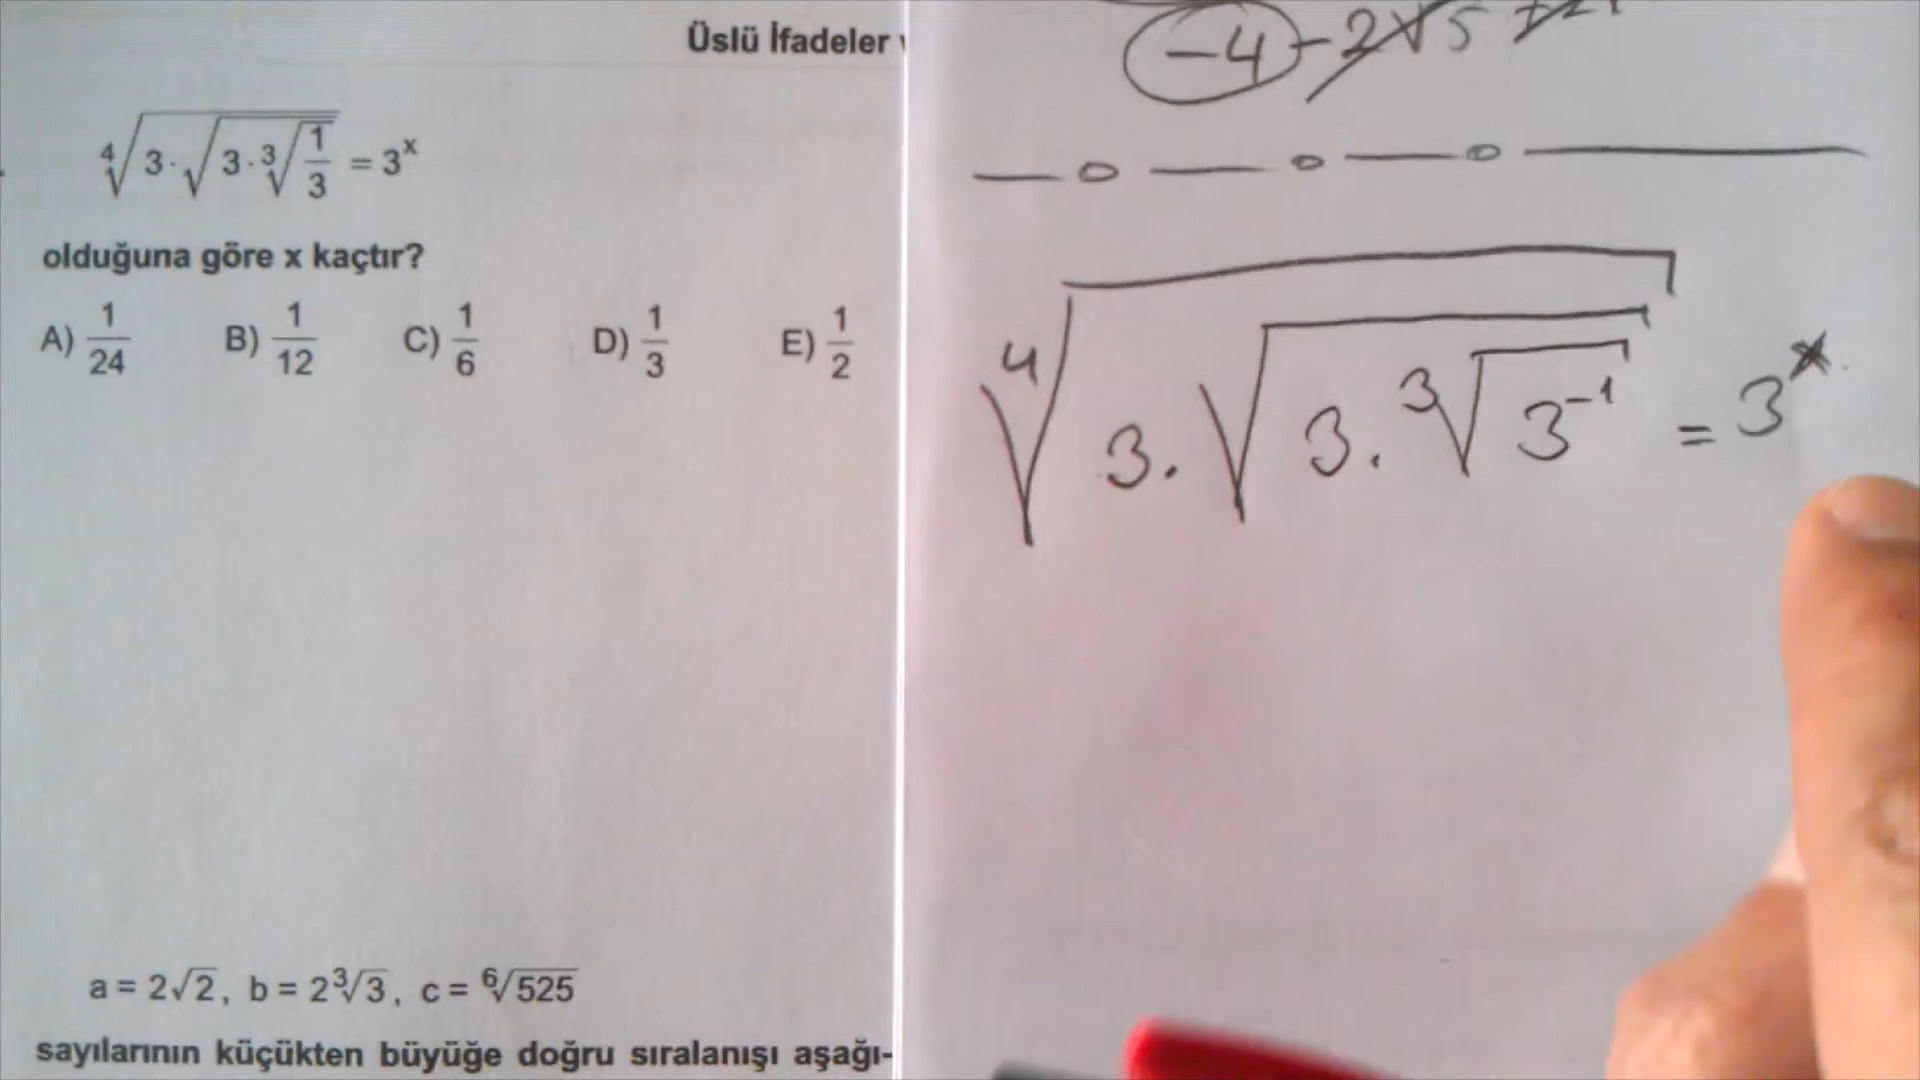 Üslü İfadeler
⁴√(3·√(3·³√(1/3))) = 3ˣ
olduğuna göre x kaçtır?
A) 1/24 B) 1/12 C) 1/6 D) 1/3 E) 1/2
a = 2√2, b = 2³√3, c = ⁶√525
sayılarının küçükten büyüğe doğru sıralanışı aşağı-
-4 - 2√5
⁴√(3.√(3.³√(3⁻¹))) = 3ˣ